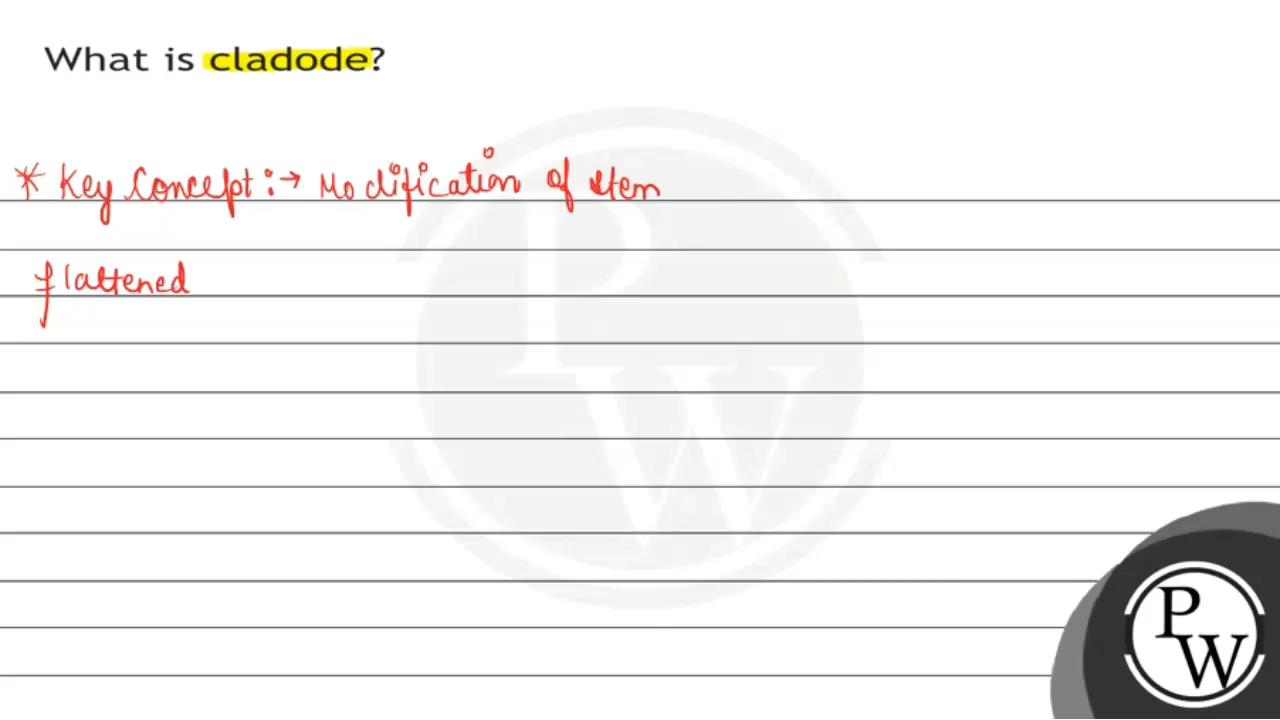 What is cladode?
* Key Concept :→ Modification of stem
flattened
P
W
P
W